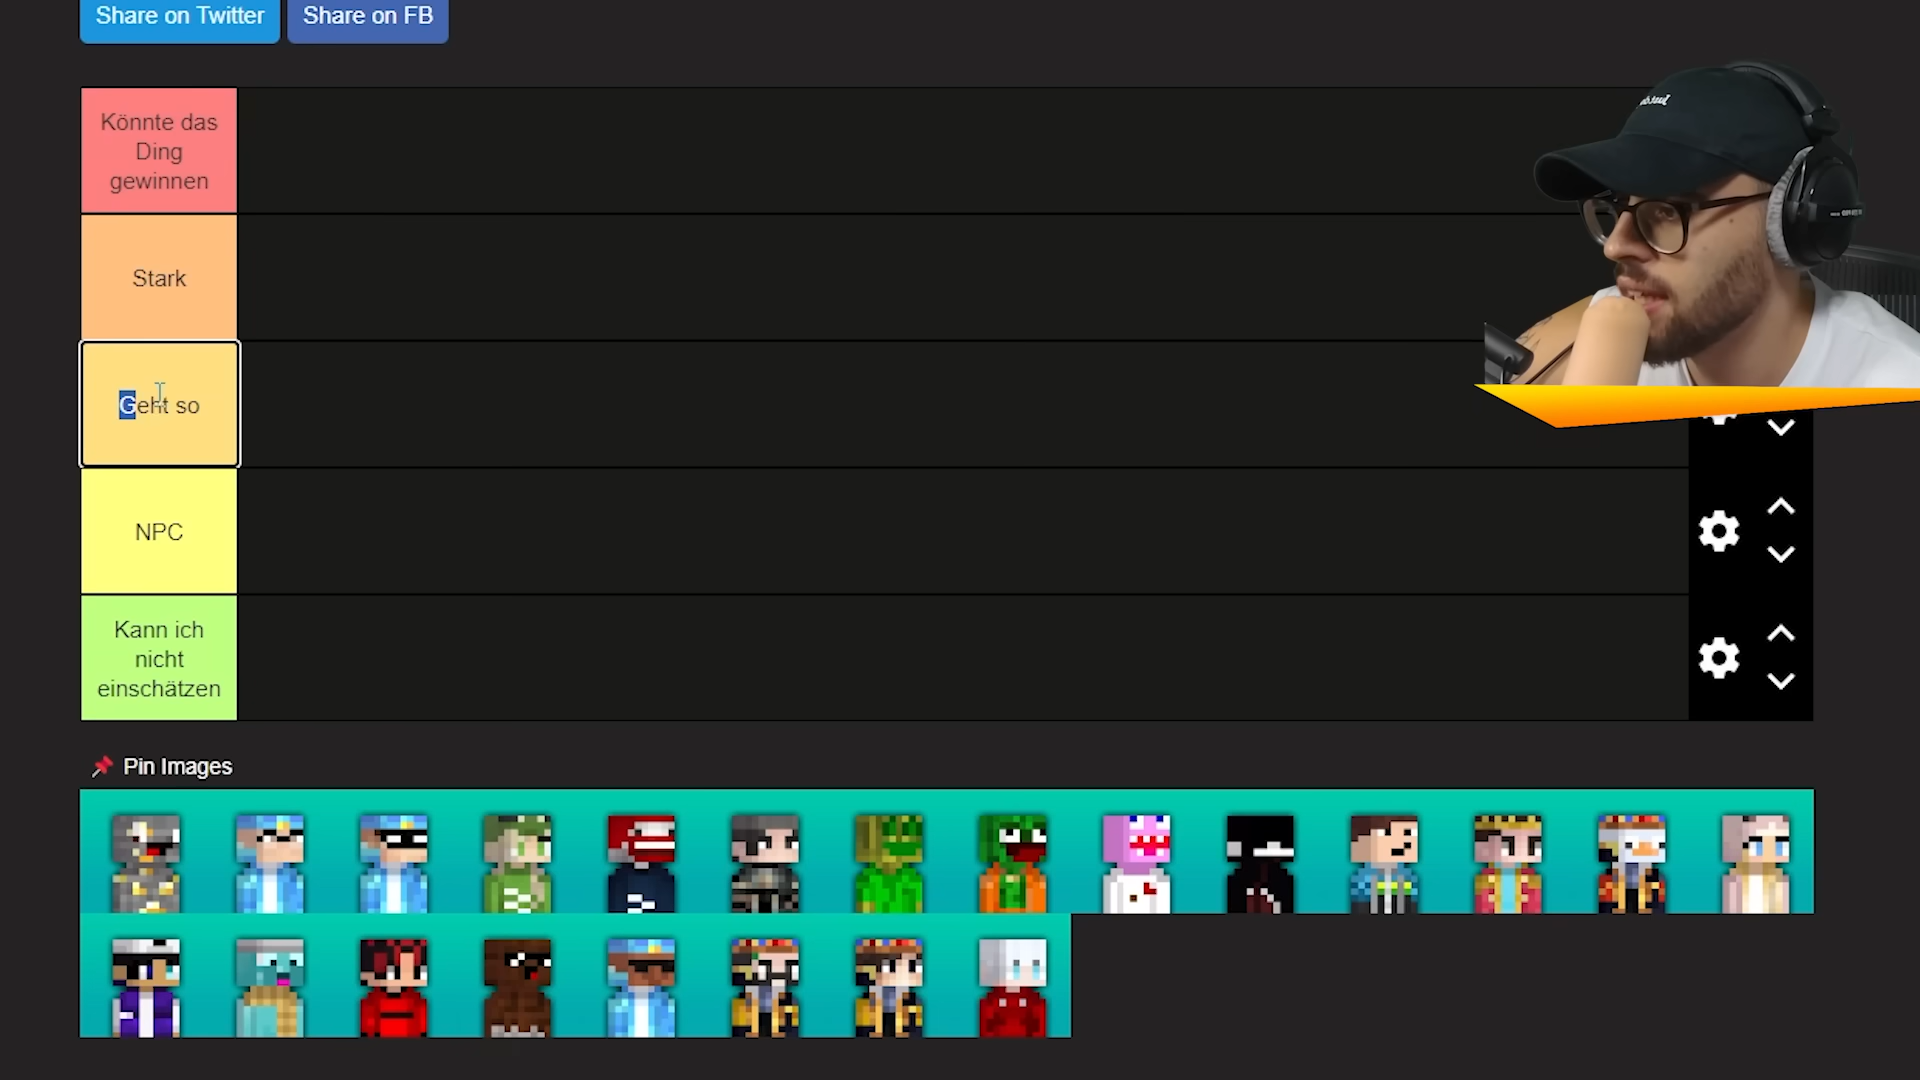 Share on Twitter
Share on FB
Könnte das
Ding
gewinnen
Stark
Geht so
NPC
Kann ich
nicht
einschätzen
Pin Images